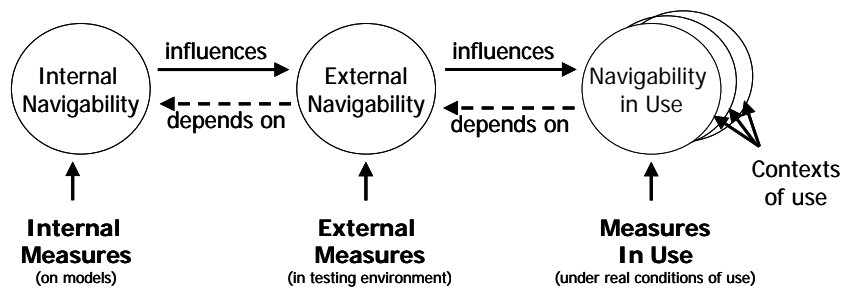 influences
influences
Internal
Navigability
External
Navigability
Navigability
in Use
depends on
depends on
Contexts
of use
Internal
Measures
(on models)
External
Measures
(in testing environment)
Measures
In Use
(under real conditions of use)